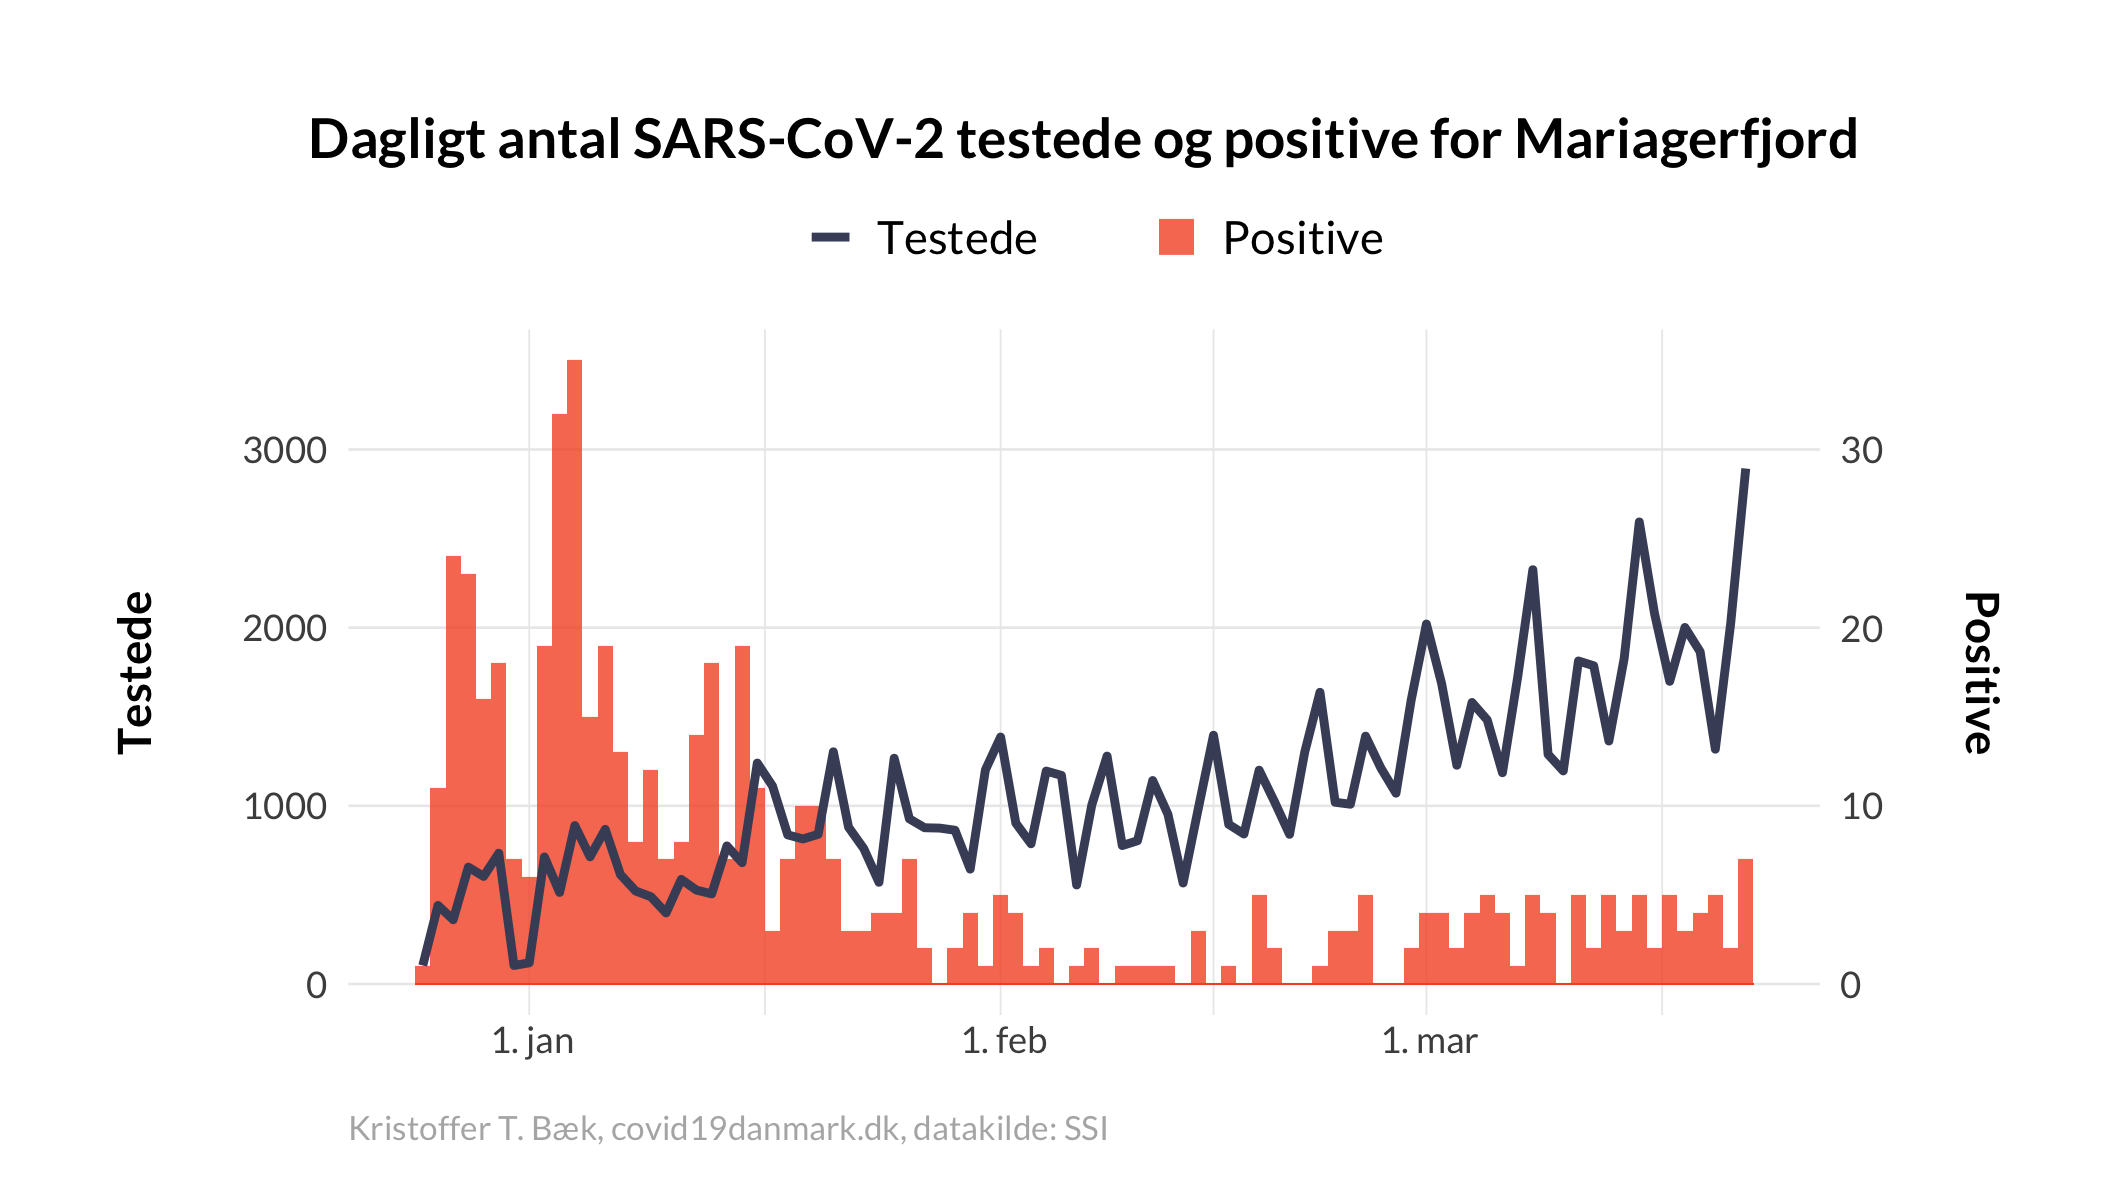 Dagligt antal SARS-CoV-2 testede og positive for Mariagerfjord
Testede Positive
3000 30
2000 20
1000 10
0 0
Testede
Positive
1. jan 1. feb 1. mar
Kristoffer T. Bæk, covid19danmark.dk, datakilde: SSI